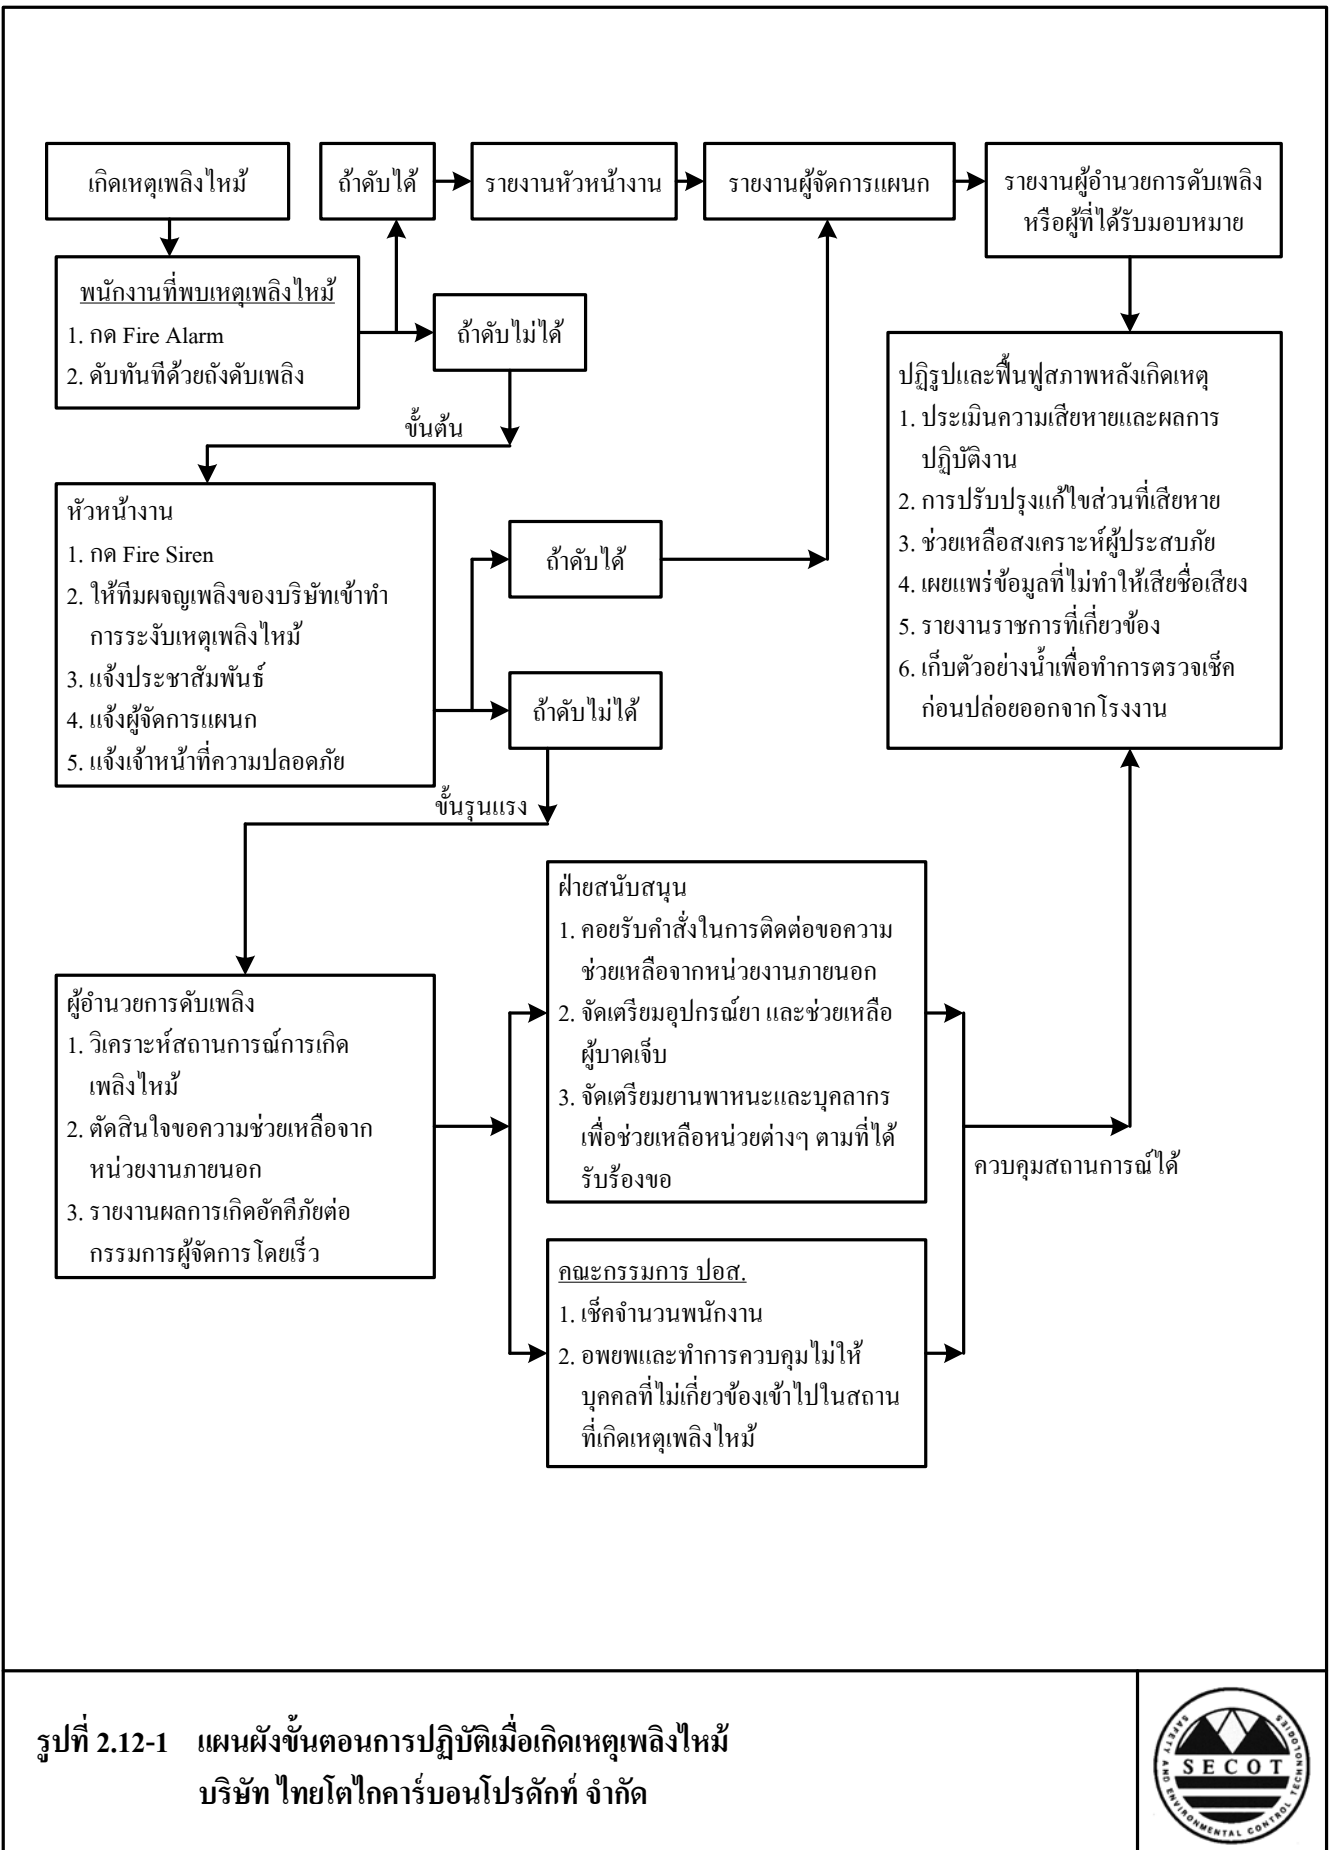 เกิดเหตุเพลิงไหม้
ถ้าดับได้
รายงานหัวหน้างาน
รายงานผู้จัดการแผนก
รายงานผู้อำนวยการดับเพลิง
หรือผู้ที่ได้รับมอบหมาย
พนักงานที่พบเหตุเพลิงไหม้
1. กด Fire Alarm
2. ดับทันทีด้วยถังดับเพลิง
ถ้าดับไม่ได้
ขั้นต้น
หัวหน้างาน
1. กด Fire Siren
2. ให้ทีมผจญเพลิงของบริษัทเข้าทำ
การระงับเหตุเพลิงไหม้
3. แจ้งประชาสัมพันธ์
4. แจ้งผู้จัดการแผนก
5. แจ้งเจ้าหน้าที่ความปลอดภัย
ถ้าดับได้
ถ้าดับไม่ได้
ขั้นรุนแรง
ปฏิรูปและฟื้นฟูสภาพหลังเกิดเหตุ
1. ประเมินความเสียหายและผลการ
ปฏิบัติงาน
2. การปรับปรุงแก้ไขส่วนที่เสียหาย
3. ช่วยเหลือสงเคราะห์ผู้ประสบภัย
4. เผยแพร่ข้อมูลที่ไม่ทำให้เสียชื่อเสียง
5. รายงานราชการที่เกี่ยวข้อง
6. เก็บตัวอย่างน้ำเพื่อทำการตรวจเช็ค
ก่อนปล่อยออกจากโรงงาน
ผู้อำนวยการดับเพลิง
1. วิเคราะห์สถานการณ์การเกิด
เพลิงไหม้
2. ตัดสินใจขอความช่วยเหลือจาก
หน่วยงานภายนอก
3. รายงานผลการเกิดอัคคีภัยต่อ
กรรมการผู้จัดการโดยเร็ว
ฝ่ายสนับสนุน
1. คอยรับคำสั่งในการติดต่อขอความ
ช่วยเหลือจากหน่วยงานภายนอก
2. จัดเตรียมอุปกรณ์ยา และช่วยเหลือ
ผู้บาดเจ็บ
3. จัดเตรียมยานพาหนะและบุคลากร
เพื่อช่วยเหลือหน่วยต่างๆ ตามที่ได้
รับร้องขอ
คณะกรรมการ ปอส.
1. เช็คจำนวนพนักงาน
2. อพยพและทำการควบคุมไม่ให้
บุคคลที่ไม่เกี่ยวข้องเข้าไปในสถาน
ที่เกิดเหตุเพลิงไหม้
ควบคุมสถานการณ์ได้
รูปที่ 2.12-1 แผนผังขั้นตอนการปฏิบัติเมื่อเกิดเหตุเพลิงไหม้
บริษัท ไทยโตไกคาร์บอนโปรดักท์ จำกัด
SECOT
SAFETY AND ENVIRONMENTAL CONTROL TECHNOLOGIES